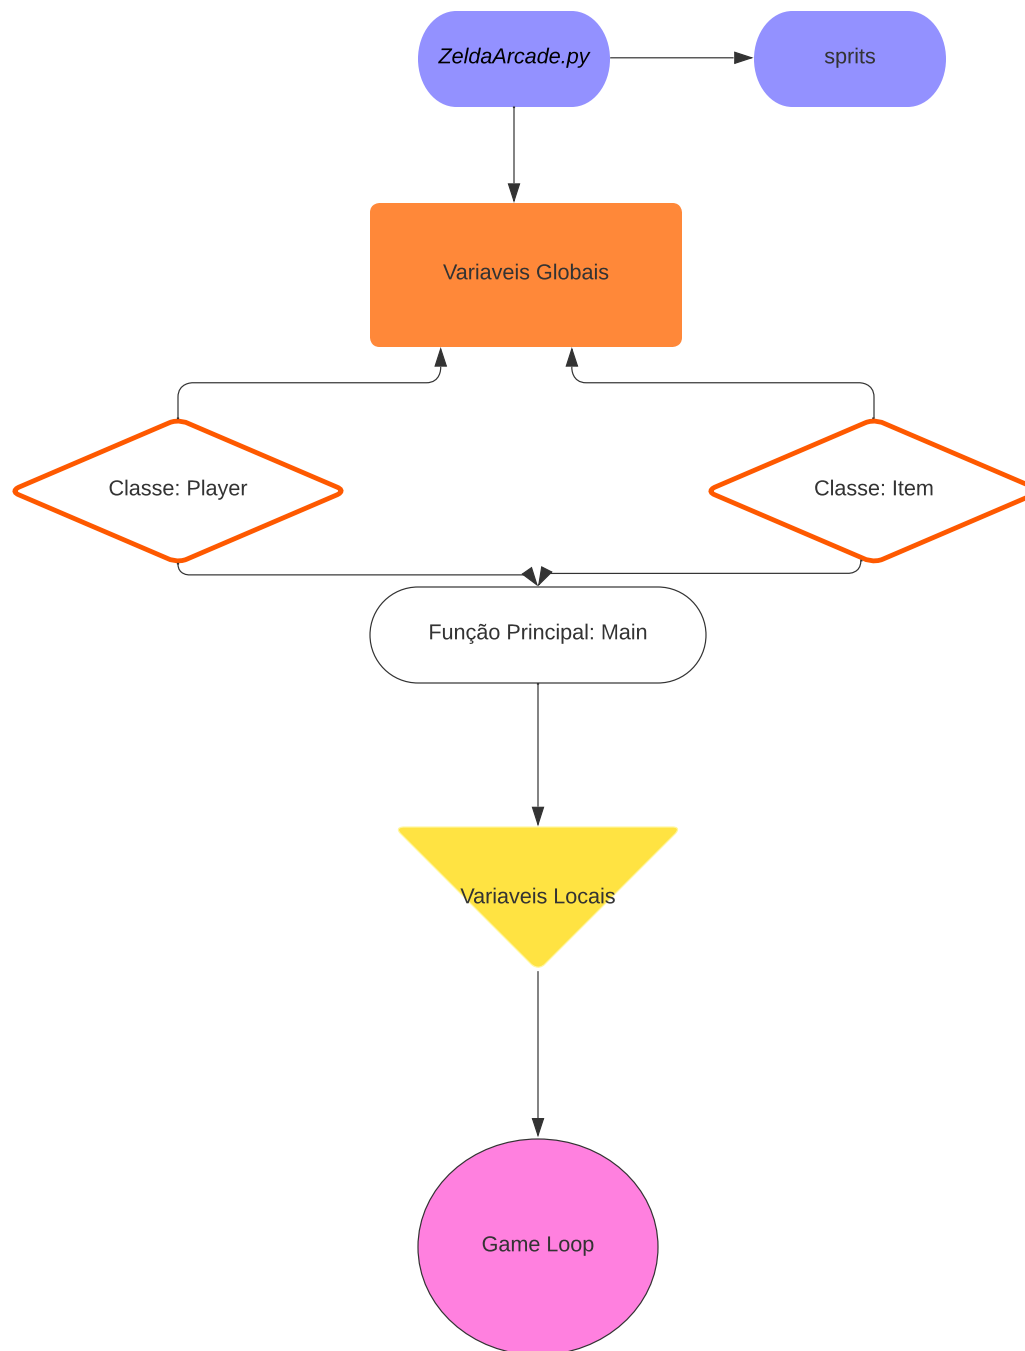 ZeldaArcade.py
sprits
Variaveis Globais
Classe: Player
Classe: Item
Função Principal: Main
Variaveis Locais
Game Loop